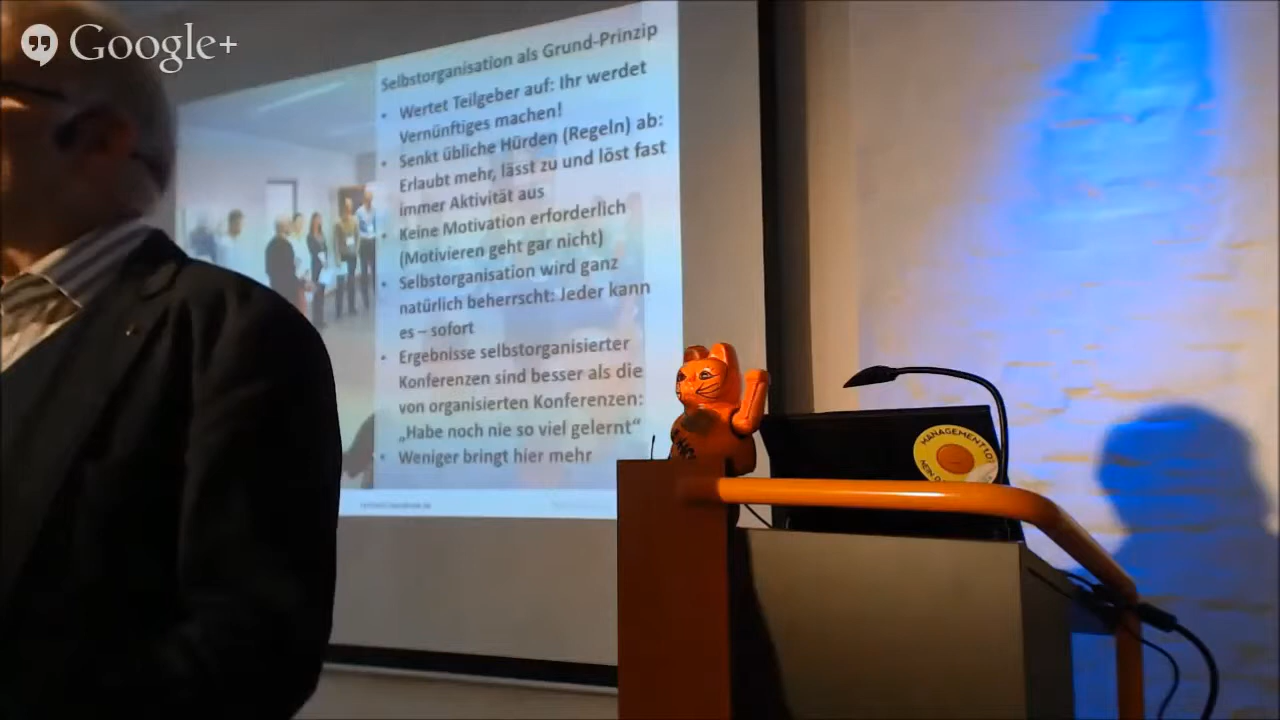 Google+
Selbstorganisation als Grund-Prinzip
• Wertet Teilgeber auf: Ihr werdet
Vernünftiges machen!
• Senkt übliche Hürden (Regeln) ab:
Erlaubt mehr, lässt zu und löst fast
immer Aktivität aus
• Keine Motivation erforderlich
(Motivieren geht gar nicht)
• Selbstorganisation wird ganz
natürlich beherrscht: Jeder kann
es – sofort
• Ergebnisse selbstorganisierter
Konferenzen sind besser als die
von organisierten Konferenzen:
„Habe noch nie so viel gelernt“
• Weniger bringt hier mehr
MANAGEMENT
NEIN